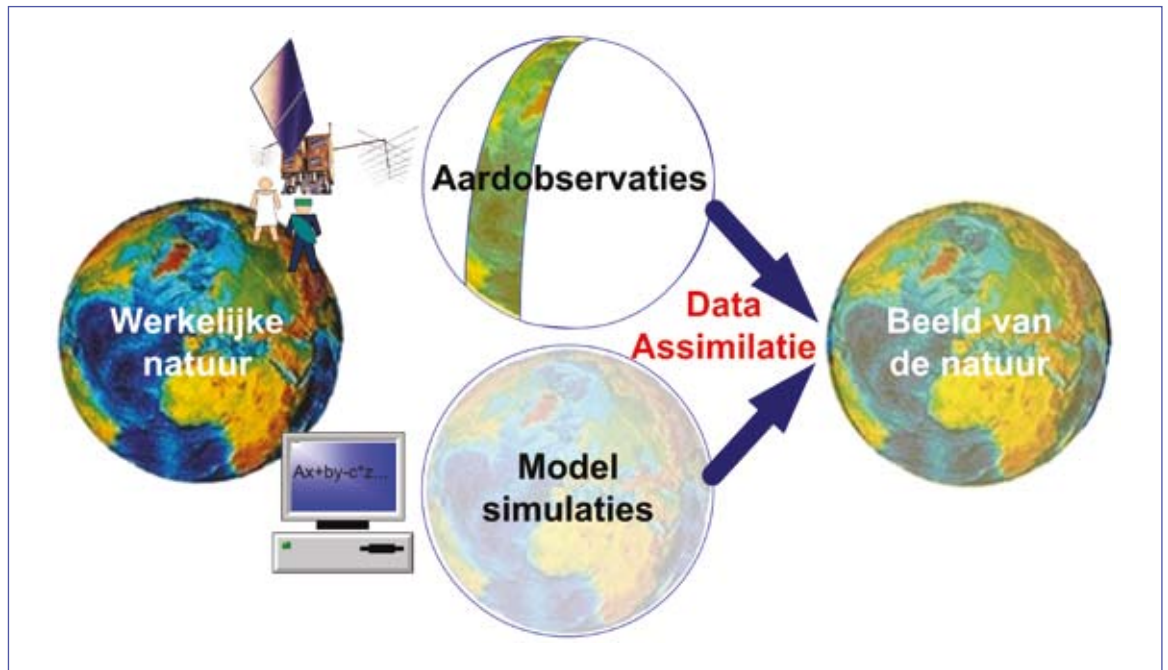 Aardobservaties
Werkelijke
natuur
Data
Assimilatie
Beeld van
de natuur
Ax+by-c*z...
Model
simulaties